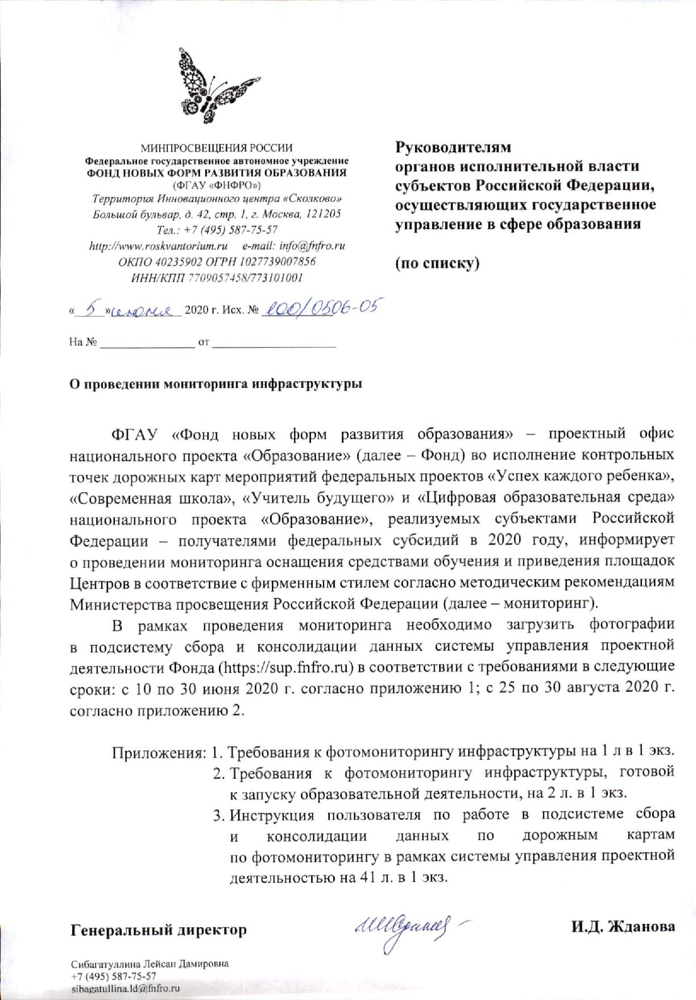 МИНПРОСВЕЩЕНИЯ РОССИИ
Федеральное государственное автономное учреждение
ФОНД НОВЫХ ФОРМ РАЗВИТИЯ ОБРАЗОВАНИЯ
(ФГАУ «ФНФРО»)
Территория Инновационного центра «Сколково»
Большой бульвар, д. 42, стр. 1, г. Москва, 121205
Тел.: +7 (495) 587-75-57
http://www.roskvantorium.ru e-mail: info@fnfro.ru
ОКПО 40235902 ОГРН 1027739007856
ИНН/КПП 7709057458/773101001
«5» июня 2020 г. Исх. № 100/0506-05
На № ______________ от __________________
Руководителям
органов исполнительной власти
субъектов Российской Федерации,
осуществляющих государственное
управление в сфере образования
(по списку)
О проведении мониторинга инфраструктуры
ФГАУ «Фонд новых форм развития образования» – проектный офис
национального проекта «Образование» (далее – Фонд) во исполнение контрольных
точек дорожных карт мероприятий федеральных проектов «Успех каждого ребенка»,
«Современная школа», «Учитель будущего» и «Цифровая образовательная среда»
национального проекта «Образование», реализуемых субъектами Российской
Федерации – получателями федеральных субсидий в 2020 году, информирует
о проведении мониторинга оснащения средствами обучения и приведения площадок
Центров в соответствие с фирменным стилем согласно методическим рекомендациям
Министерства просвещения Российской Федерации (далее – мониторинг).
В рамках проведения мониторинга необходимо загрузить фотографии
в подсистему сбора и консолидации данных системы управления проектной
деятельности Фонда (https://sup.fnfro.ru) в соответствии с требованиями в следующие
сроки: с 10 по 30 июня 2020 г. согласно приложению 1; с 25 по 30 августа 2020 г.
согласно приложению 2.
Приложения: 1. Требования к фотомониторингу инфраструктуры на 1 л в 1 экз.
2. Требования к фотомониторингу инфраструктуры, готовой
к запуску образовательной деятельности, на 2 л. в 1 экз.
3. Инструкция пользователя по работе в подсистеме сбора
и консолидации данных по дорожным картам
по фотомониторингу в рамках системы управления проектной
деятельностью на 41 л. в 1 экз.
Генеральный директор И.Д. Жданова
Сибагатуллина Лейсан Дамировна
+7 (495) 587-75-57
sibagatullina.ld@fnfro.ru